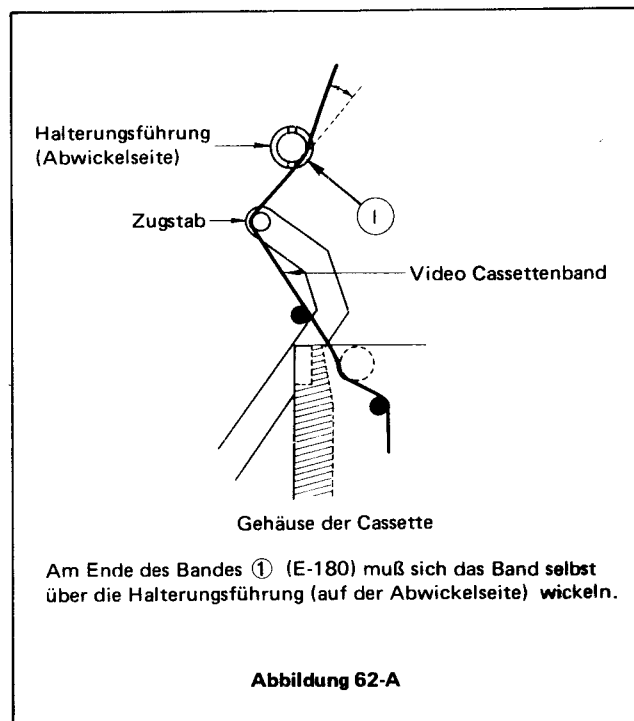 Halterungsführung
(Abwickelseite)
1
Zugstab
Video Cassettenband
Gehäuse der Cassette
Am Ende des Bandes ① (E-180) muß sich das Band selbst
über die Halterungsführung (auf der Abwickelseite) wickeln.
Abbildung 62-A